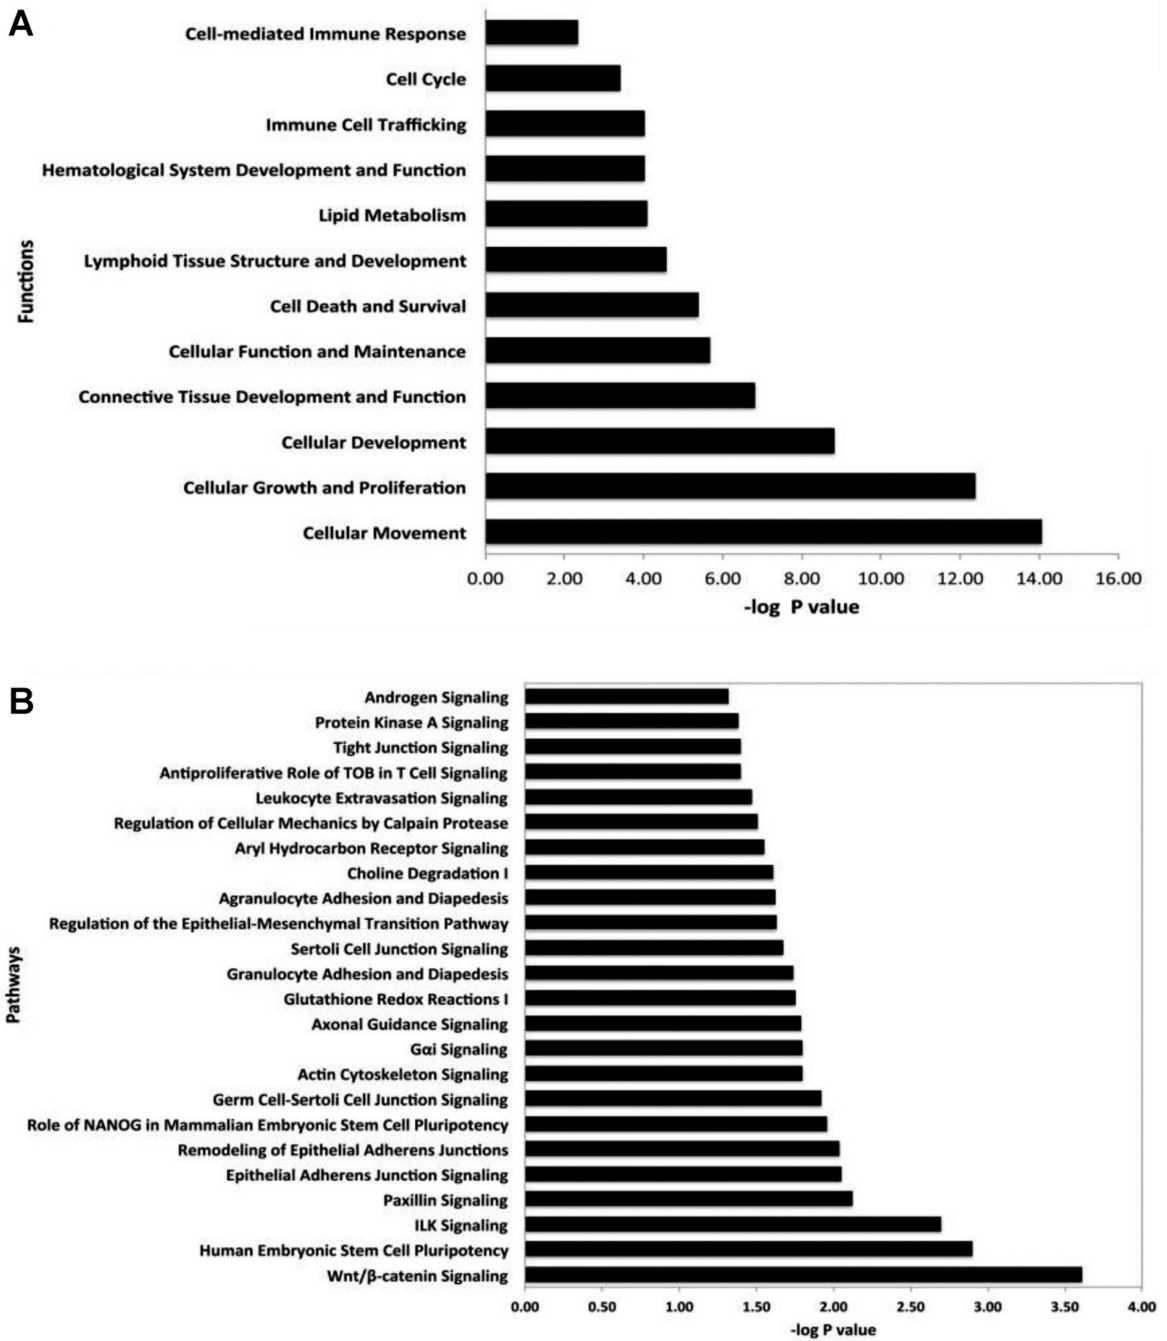 A
Functions
Cell-mediated Immune Response
Cell Cycle
Immune Cell Trafficking
Hematological System Development and Function
Lipid Metabolism
Lymphoid Tissue Structure and Development
Cell Death and Survival
Cellular Function and Maintenance
Connective Tissue Development and Function
Cellular Development
Cellular Growth and Proliferation
Cellular Movement
0.00 2.00 4.00 6.00 8.00 10.00 12.00 14.00 16.00
-log P value
B
Pathways
Androgen Signaling
Protein Kinase A Signaling
Tight Junction Signaling
Antiproliferative Role of TOB in T Cell Signaling
Leukocyte Extravasation Signaling
Regulation of Cellular Mechanics by Calpain Protease
Aryl Hydrocarbon Receptor Signaling
Choline Degradation I
Agranulocyte Adhesion and Diapedesis
Regulation of the Epithelial-Mesenchymal Transition Pathway
Sertoli Cell Junction Signaling
Granulocyte Adhesion and Diapedesis
Glutathione Redox Reactions I
Axonal Guidance Signaling
Gαi Signaling
Actin Cytoskeleton Signaling
Germ Cell-Sertoli Cell Junction Signaling
Role of NANOG in Mammalian Embryonic Stem Cell Pluripotency
Remodeling of Epithelial Adherens Junctions
Epithelial Adherens Junction Signaling
Paxillin Signaling
ILK Signaling
Human Embryonic Stem Cell Pluripotency
Wnt/β-catenin Signaling
0.00 0.50 1.00 1.50 2.00 2.50 3.00 3.50 4.00
-log P value